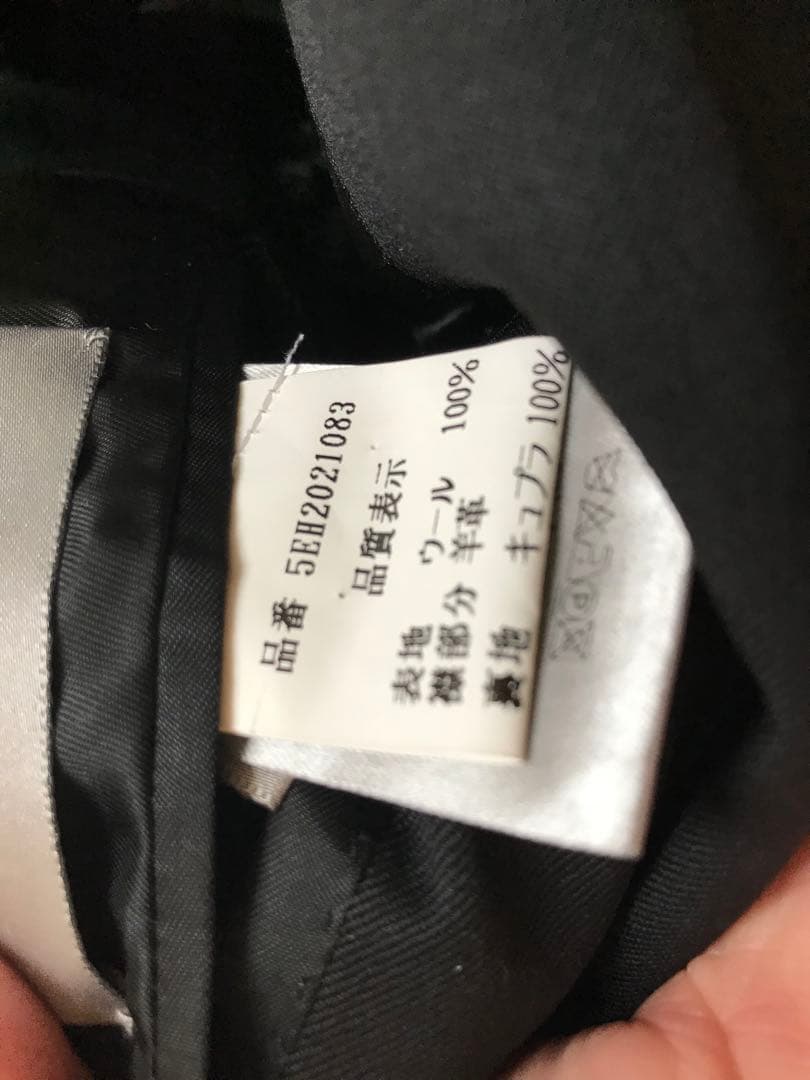 品番 5EH2021083
品質表示
表地 ウール 100%
襟部分 羊革
裏地 キュプラ 100%